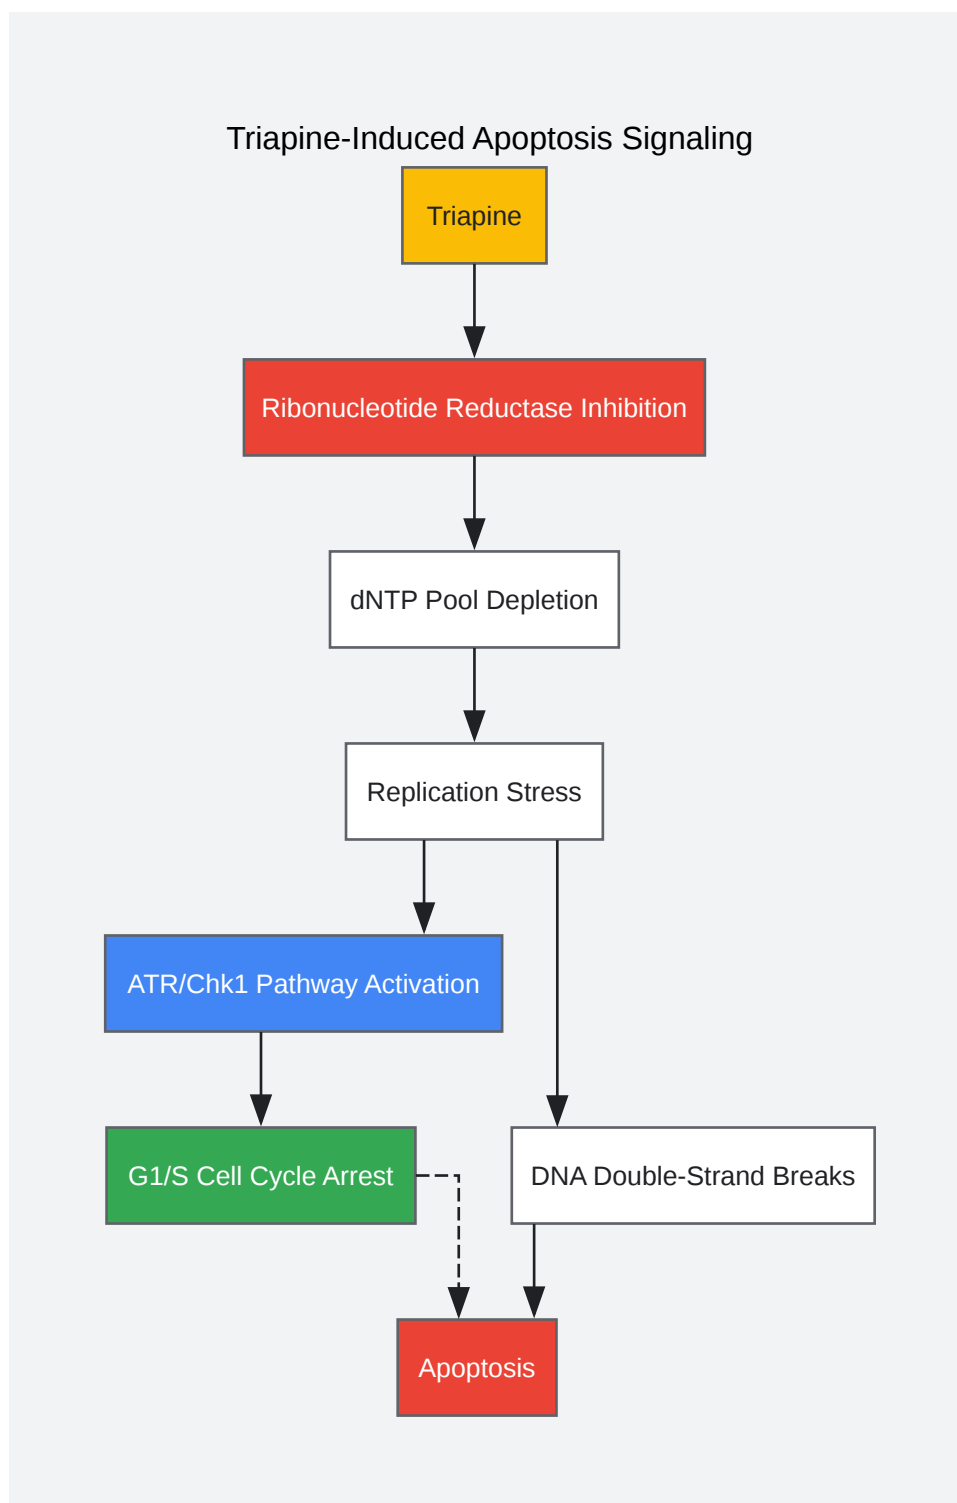 Triapine-Induced Apoptosis Signaling
Triapine
Ribonucleotide Reductase Inhibition
dNTP Pool Depletion
Replication Stress
ATR/Chk1 Pathway Activation
G1/S Cell Cycle Arrest
DNA Double-Strand Breaks
Apoptosis